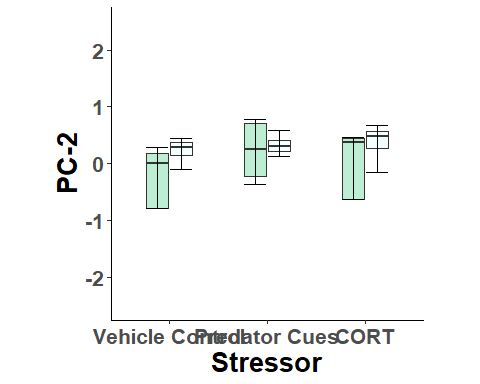 PC-2
2
1
0
-1
-2
Vehicle Control
Predator Cues
CORT
Stressor